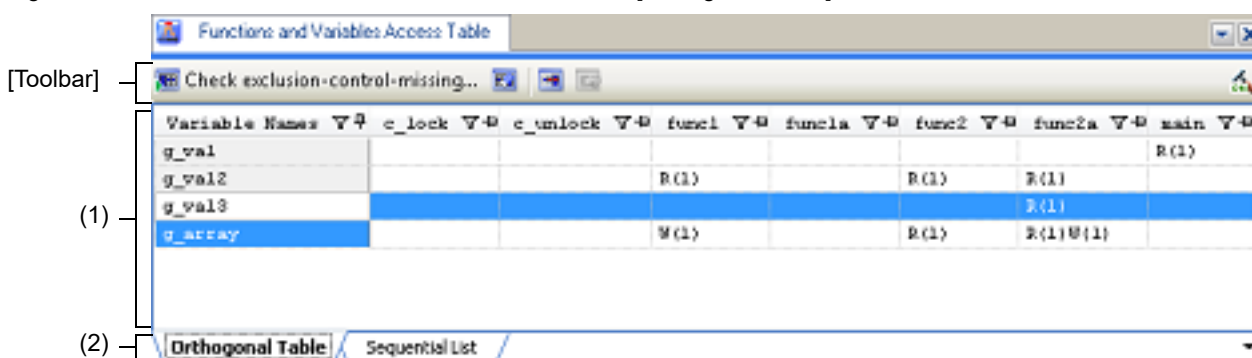 Functions and Variables Access Table
[Toolbar]
Check exclusion-control-missing...
Variable Names c_lock c_unlock func1 func1a func2 func2a main
g_val R(1)
g_val2 R(1) R(1) R(1)
(1)
g_val3 R(1)
g_array W(1) R(1) R(1)W(1)
(2)
Orthogonal Table Sequential List